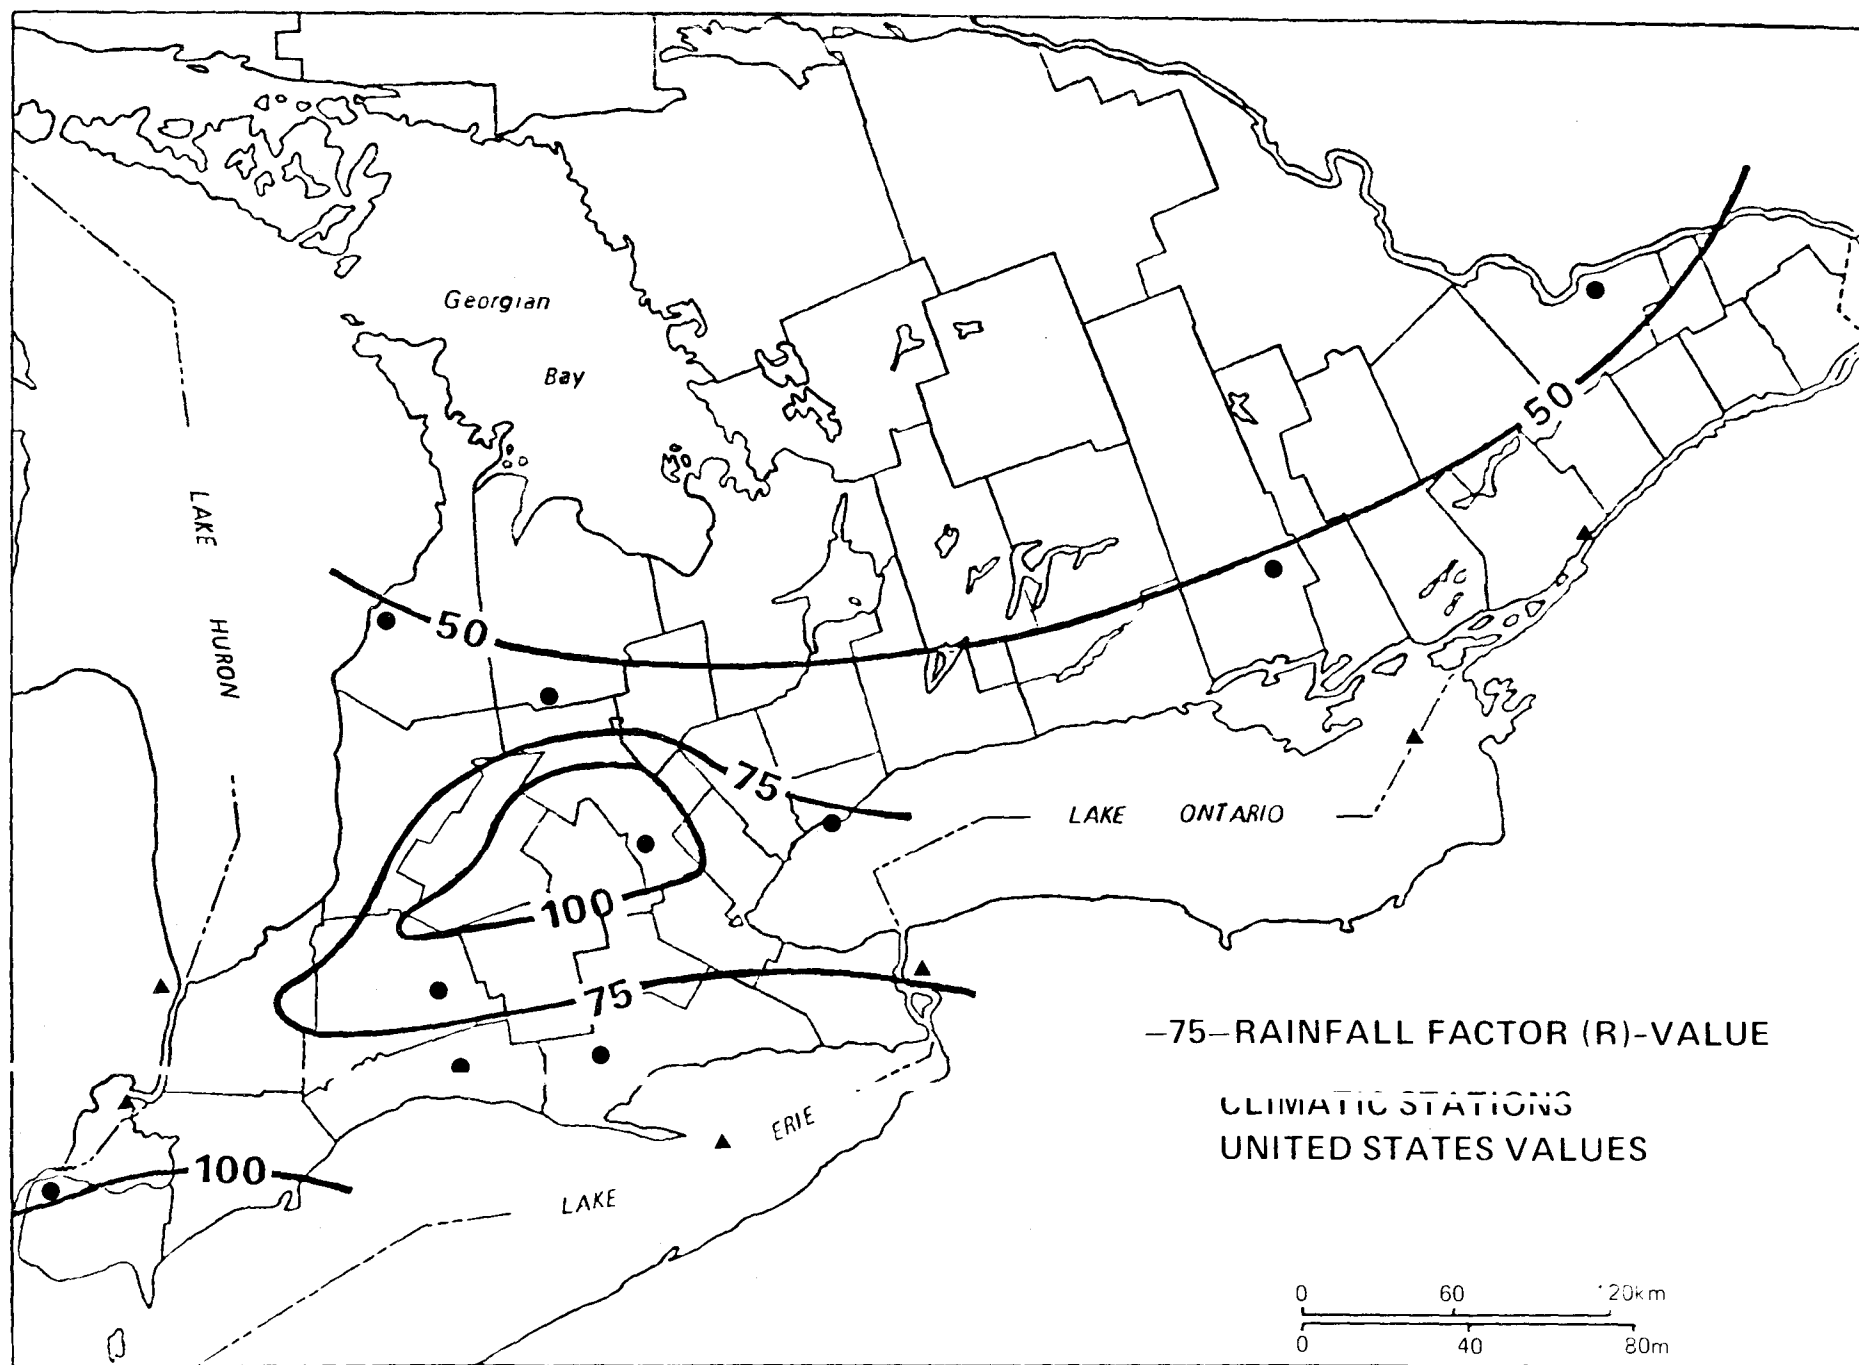 Georgian
Bay
50
LAKE
HURON
50
75
LAKE ONTARIO
100
75
-75-RAINFALL FACTOR (R)-VALUE
CLIMATIC STATIONS
UNITED STATES VALUES
ERIE
100
LAKE
0 60 120km
0 40 80m